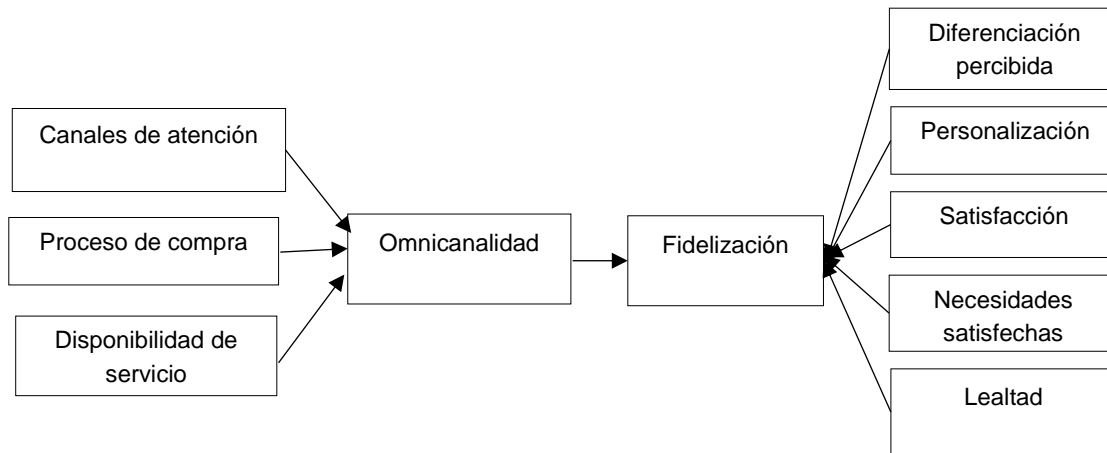 Canales de atención
Proceso de compra
Disponibilidad de
servicio
Omnicanalidad
Fidelización
Diferenciación
percibida
Personalización
Satisfacción
Necesidades
satisfechas
Lealtad